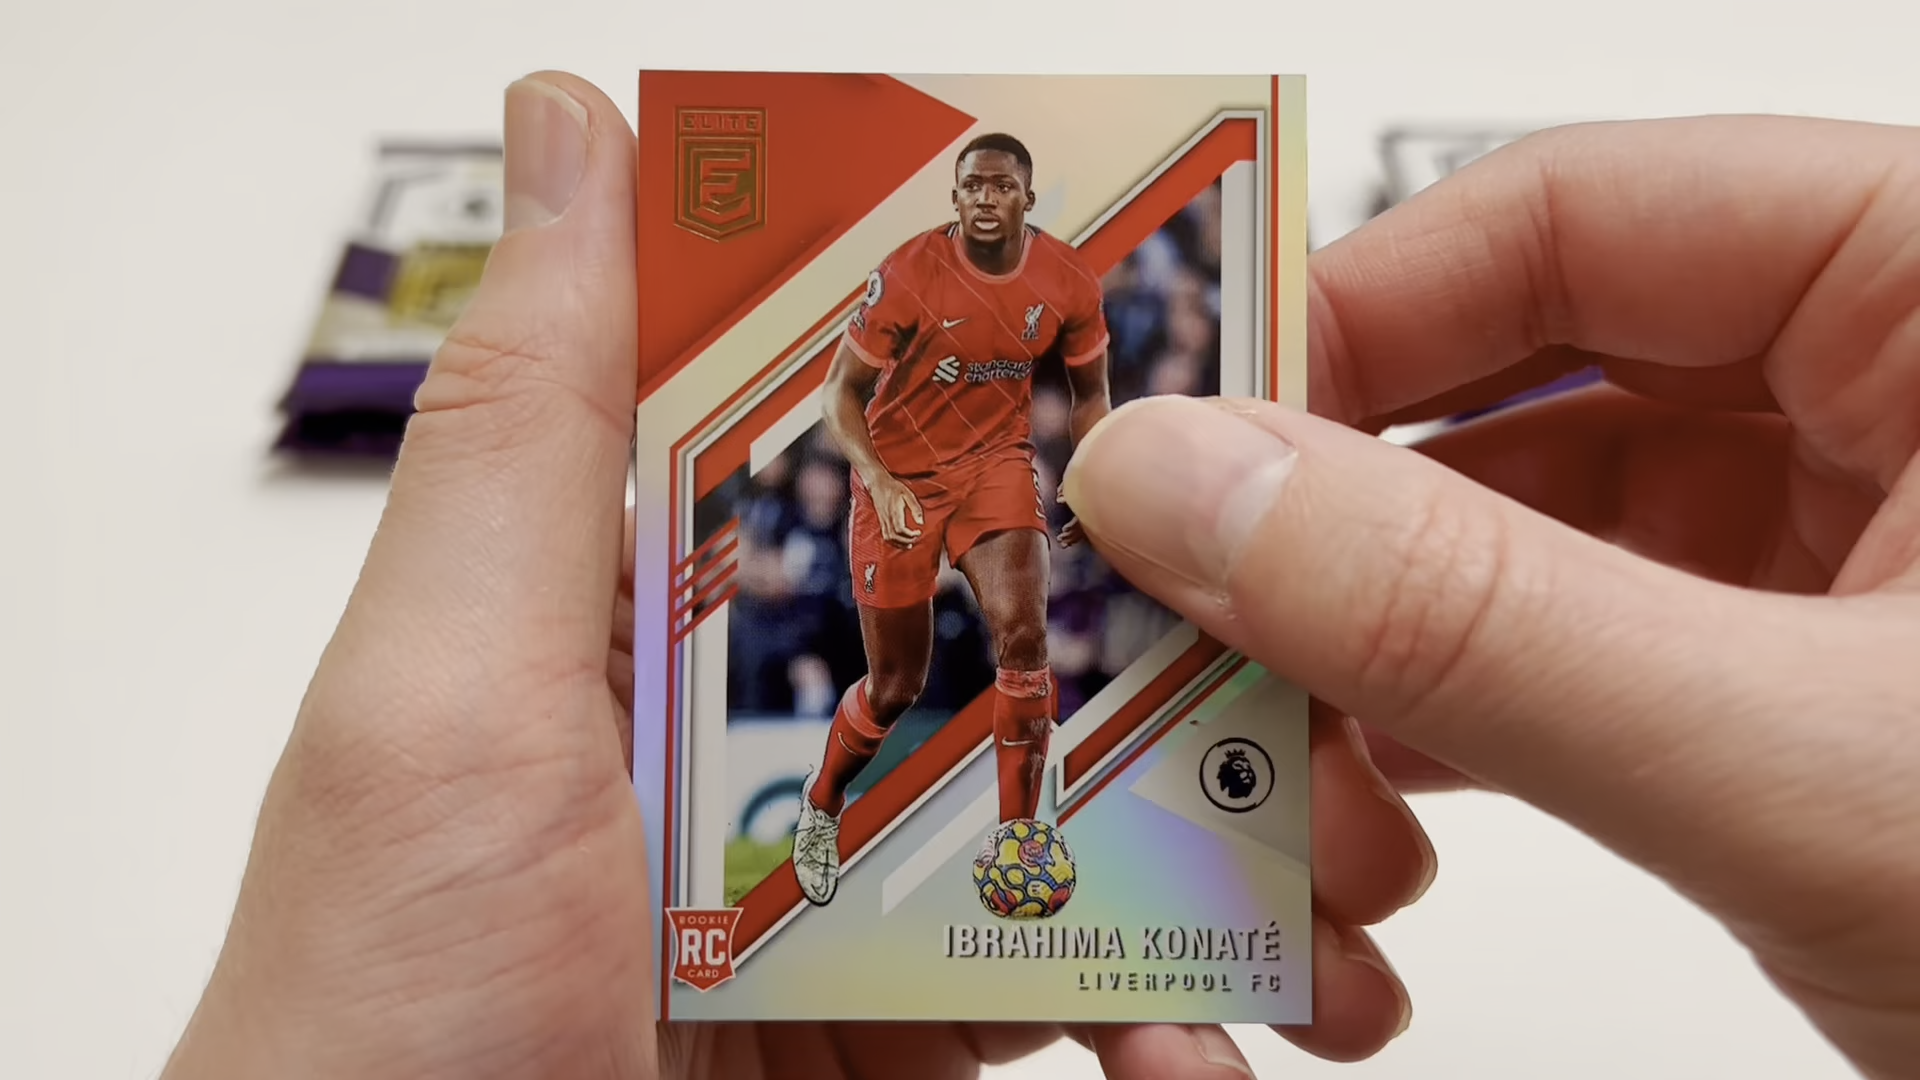 ELITE
E
standard
chartered
ROOKIE
RC
CARD
IBRAHIMA KONATÉ
LIVERPOOL FC